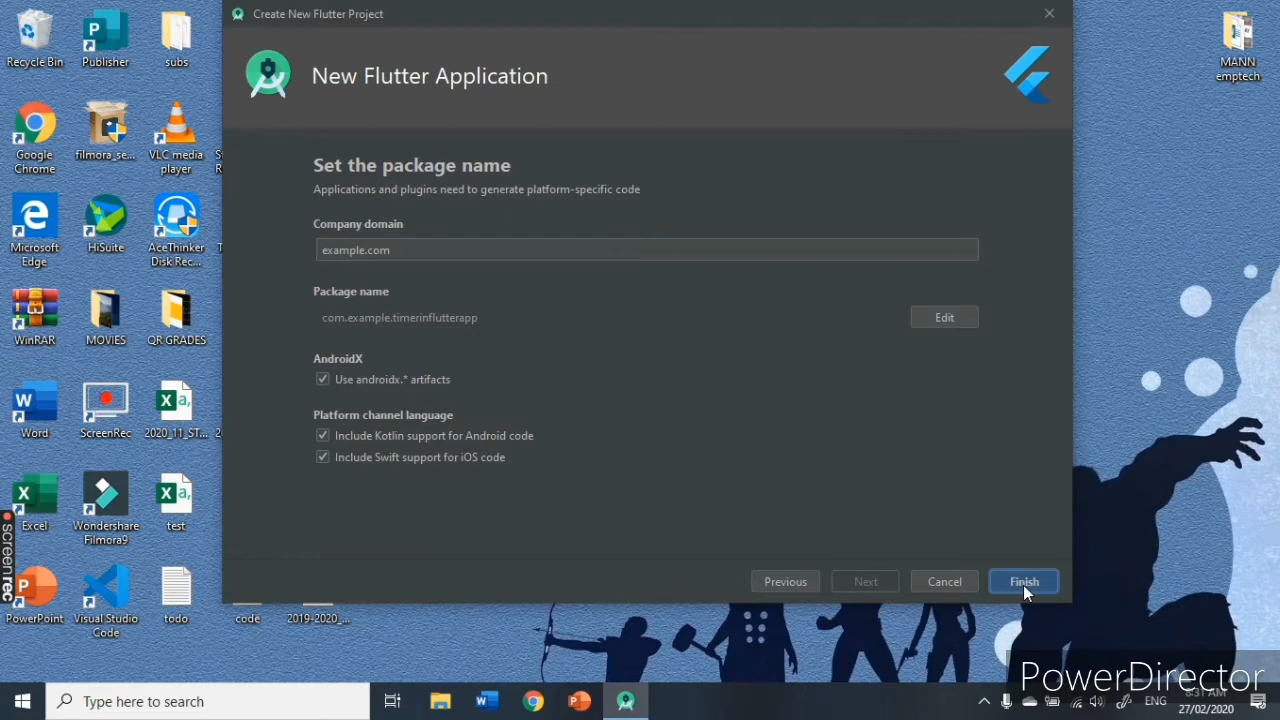 Create New Flutter Project
New Flutter Application
Set the package name
Applications and plugins need to generate platform-specific code
Company domain
example.com
Package name
com.example.timerinflutterapp
Edit
AndroidX
Use androidx.* artifacts
Platform channel language
Include Kotlin support for Android code
Include Swift support for iOS code
Previous
Next
Cancel
Finish
Recycle Bin
Publisher
subs
Google
Chrome
filmora_se...
VLC media
player
Microsoft
Edge
HiSuite
AceThinker
Disk Rec...
WinRAR
MOVIES
QR GRADES
Word
ScreenRec
2020_11_ST...
Excel
Wondershare
Filmora9
test
PowerPoint
Visual Studio
Code
todo
code
2019-2020_...
MANN
emptech
screenrec
PowerDirector
Type here to search
ENG
8:31 AM
27/02/2020